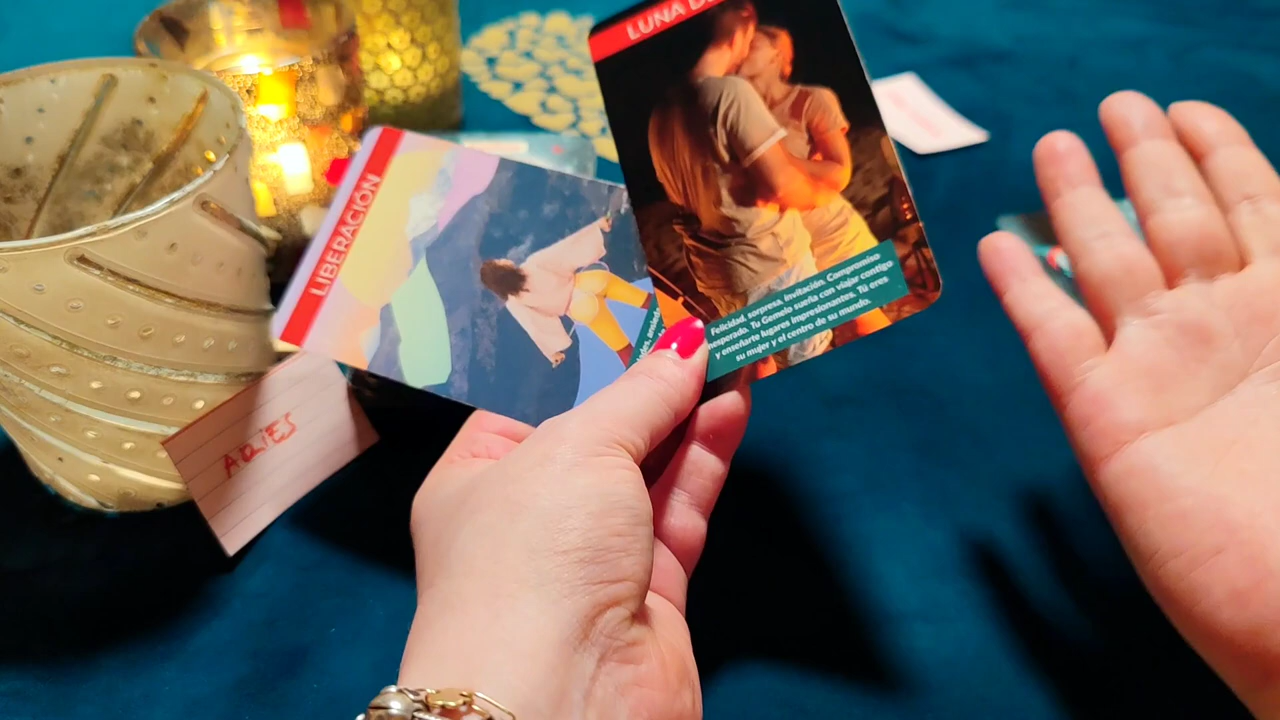 LUNA DE
LIBERACIÓN
Felicidad, sorpresa, invitación. Compromiso
inesperado. Tu Gemelo sueña con viajar contigo
y enseñarte lugares impresionantes. Tú eres
su mujer y el centro de su mundo.
ARIES